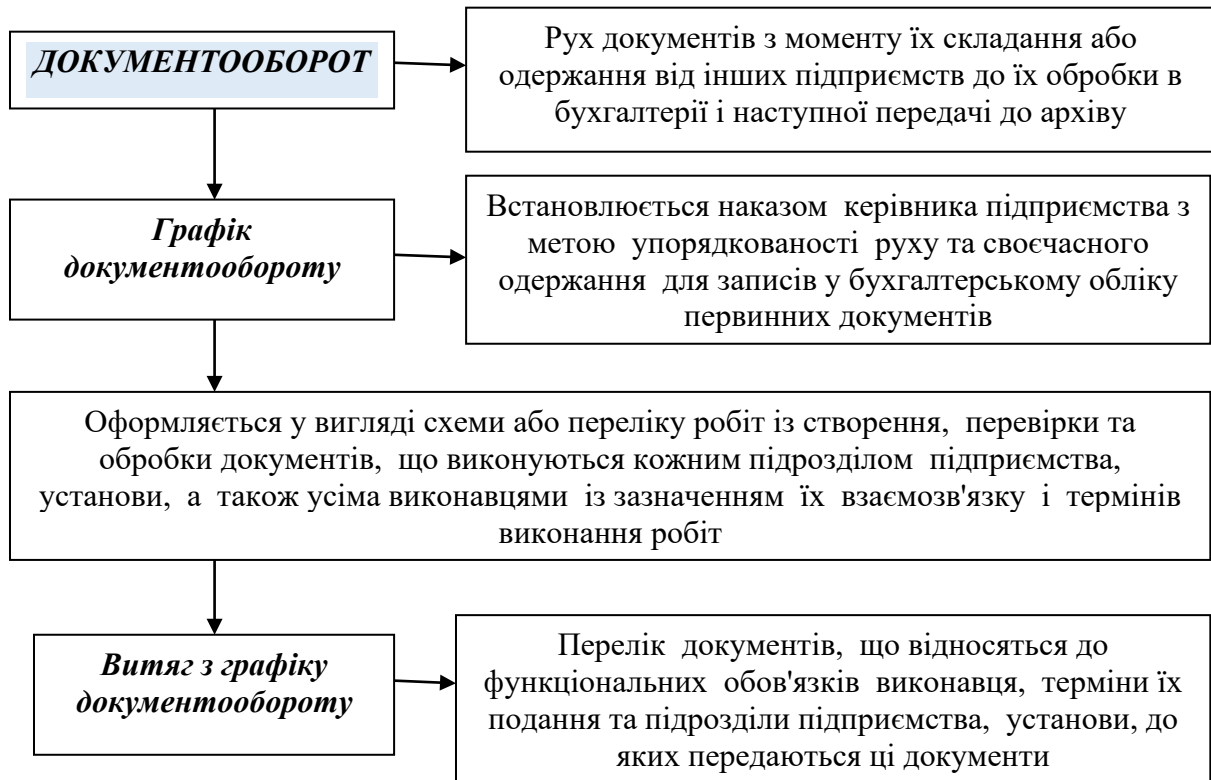 ДОКУМЕНТООБОРОТ
Рух документів з моменту їх складання або
одержання від інших підприємств до їх обробки в
бухгалтерії і наступної передачі до архіву
Графік
документообороту
Встановлюється наказом керівника підприємства з
метою упорядкованості руху та своєчасного
одержання для записів у бухгалтерському обліку
первинних документів
Оформляється у вигляді схеми або переліку робіт із створення, перевірки та
обробки документів, що виконуються кожним підрозділом підприємства,
установи, а також усіма виконавцями із зазначенням їх взаємозв'язку і термінів
виконання робіт
Витяг з графіку
документообороту
Перелік документів, що відносяться до
функціональних обов'язків виконавця, терміни їх
подання та підрозділи підприємства, установи, до
яких передаються ці документи